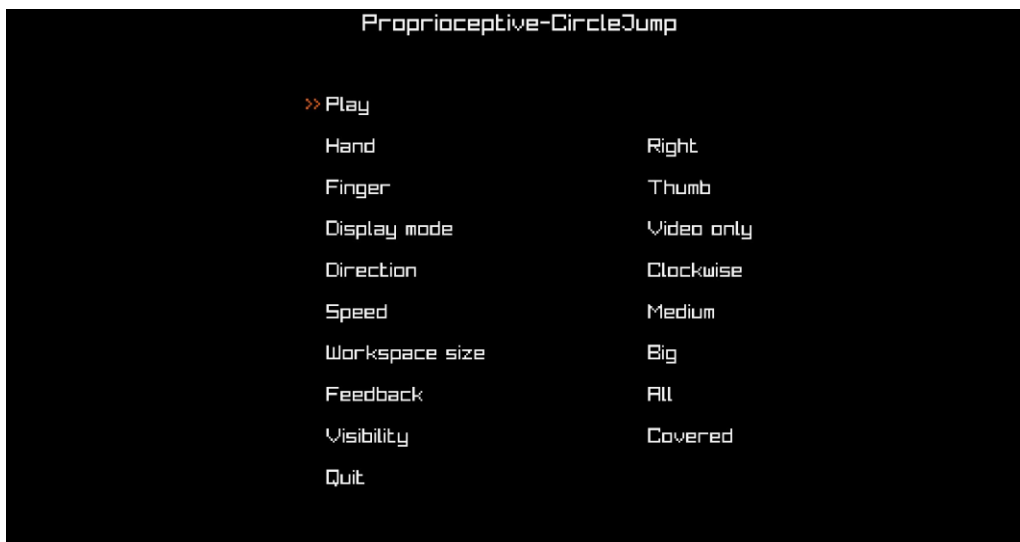 Proprioceptive-CircleJump
>> Play
Hand Right
Finger Thumb
Display mode Video only
Direction Clockwise
Speed Medium
Workspace size Big
Feedback All
Visibility Covered
Quit